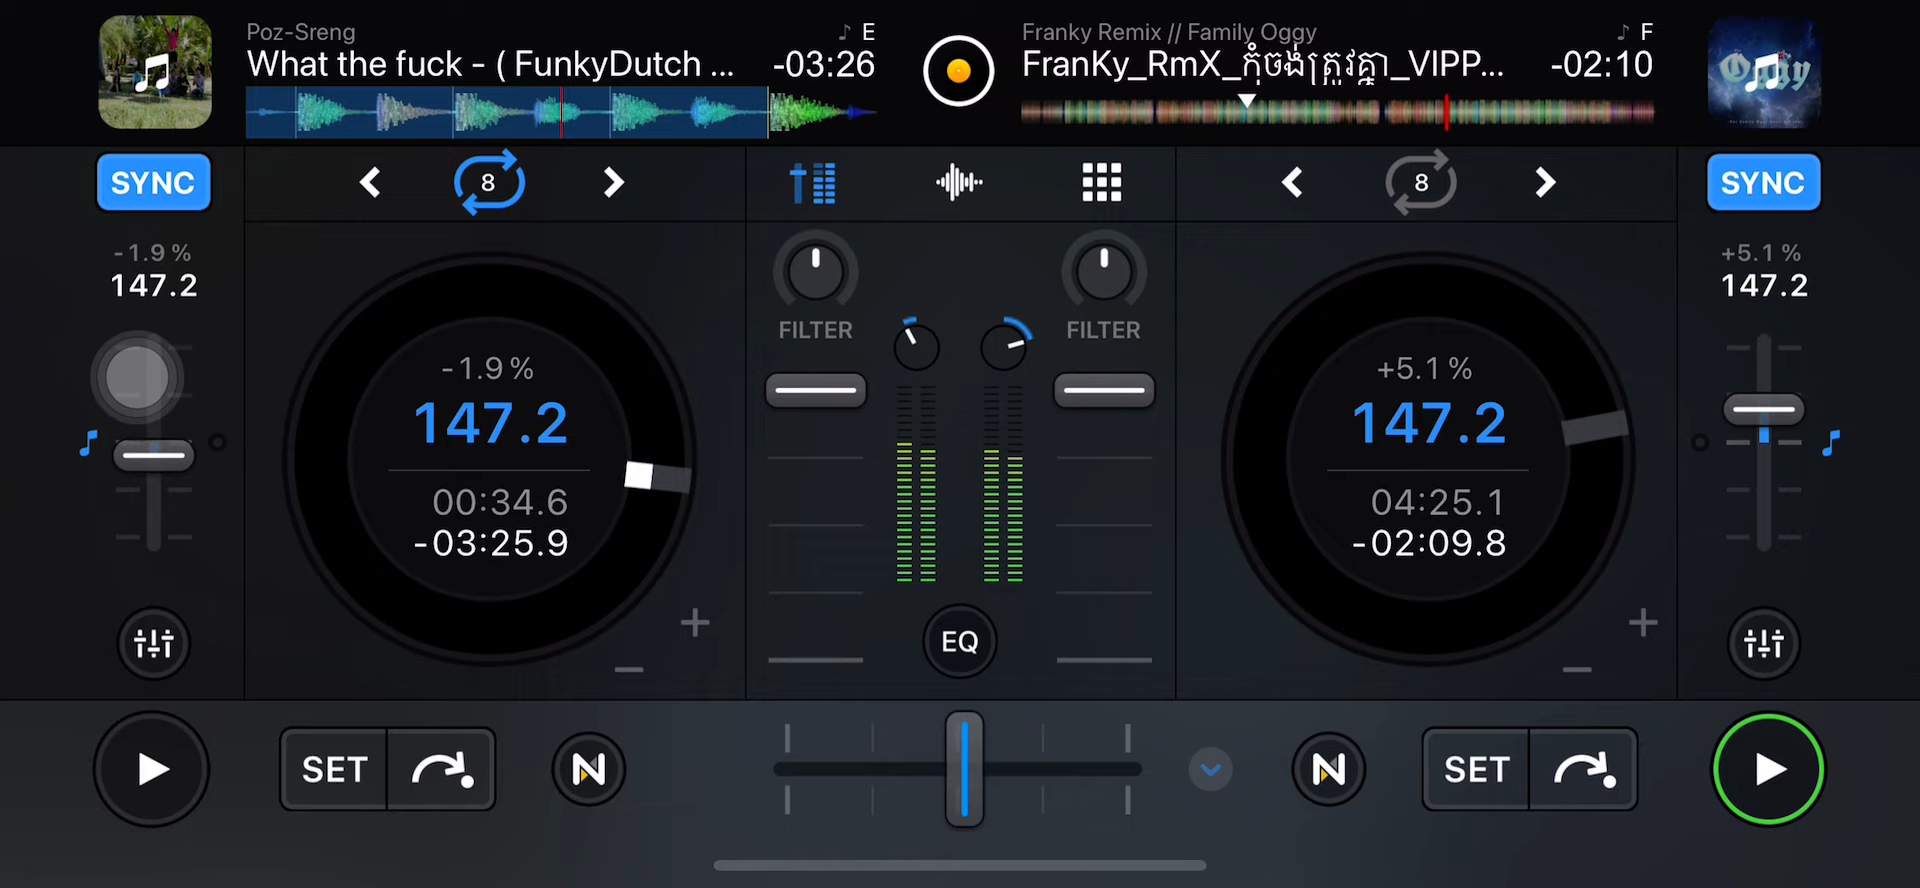 Poz-Sreng
♪ E
What the fuck - ( FunkyDutch ...
-03:26
Franky Remix // Family Oggy
♪ F
FranKy_RmX_កុំចង់ត្រូវគ្នា_VIPP...
-02:10
Oggy
SYNC
8
8
SYNC
-1.9 %
147.2
+5.1 %
147.2
FILTER
FILTER
-1.9 %
147.2
00:34.6
-03:25.9
+5.1 %
147.2
04:25.1
-02:09.8
+
−
EQ
+
−
SET
N
N
SET